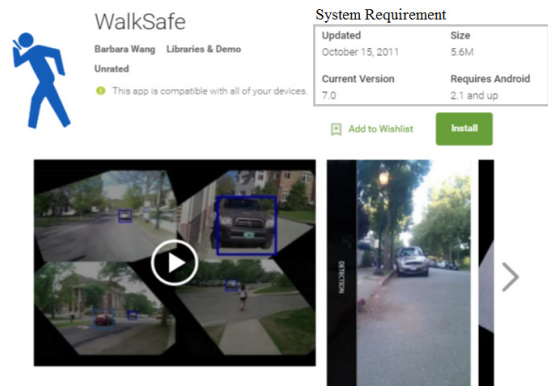 WalkSafe
Barbara Wang Libraries & Demo
Unrated
This app is compatible with all of your devices.
System Requirement
Updated Size
October 15, 2011 5.6M
Current Version Requires Android
7.0 2.1 and up
Add to Wishlist Install
DETECTION